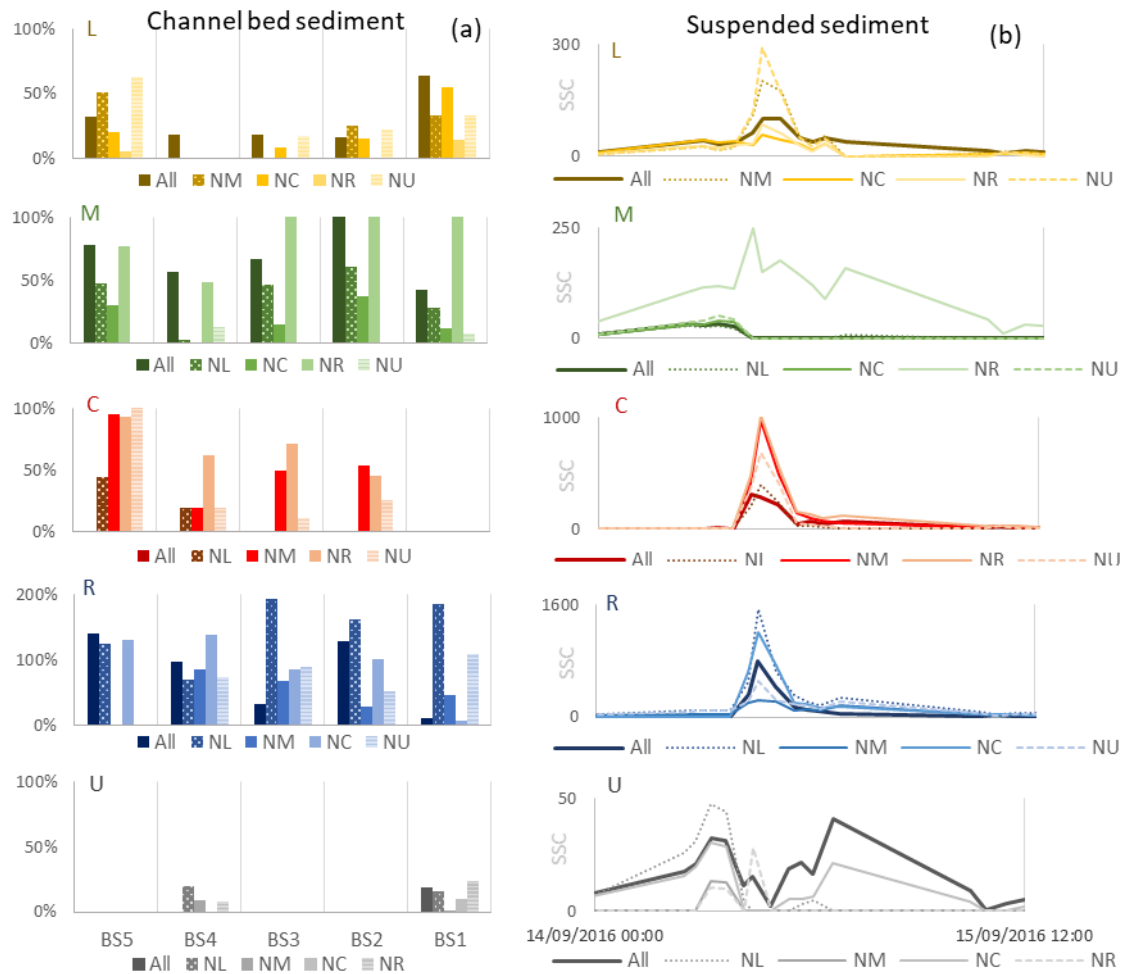 Channel bed sediment (a)
L
100%
50%
0%
All NM NC NR NU
M
100%
50%
0%
All NL NC NR NU
C
100%
50%
0%
All NL NM NR NU
R
200%
100%
0%
All NL NM NC NU
U
100%
50%
0%
BS5 BS4 BS3 BS2 BS1
All NL NM NC NR
Suspended sediment (b)
L
300
SSC
0
All NM NC NR NU
M
250
SSC
0
All NL NC NR NU
C
1000
SSC
0
All NI NM NR NU
R
1600
SSC
0
All NL NM NC NU
U
50
SSC
0
14/09/2016 00:00 15/09/2016 12:00
All NL NM NC NR